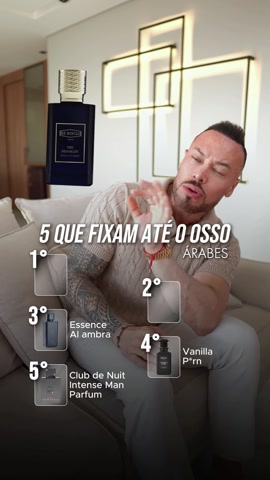 5 QUE FIXAM ATÉ O OSSO
ÁRABES
1°
2°
3°
Essence
Al ambra
4°
Vanilla
P*rn
5°
Club de Nuit
Intense Man
Parfum